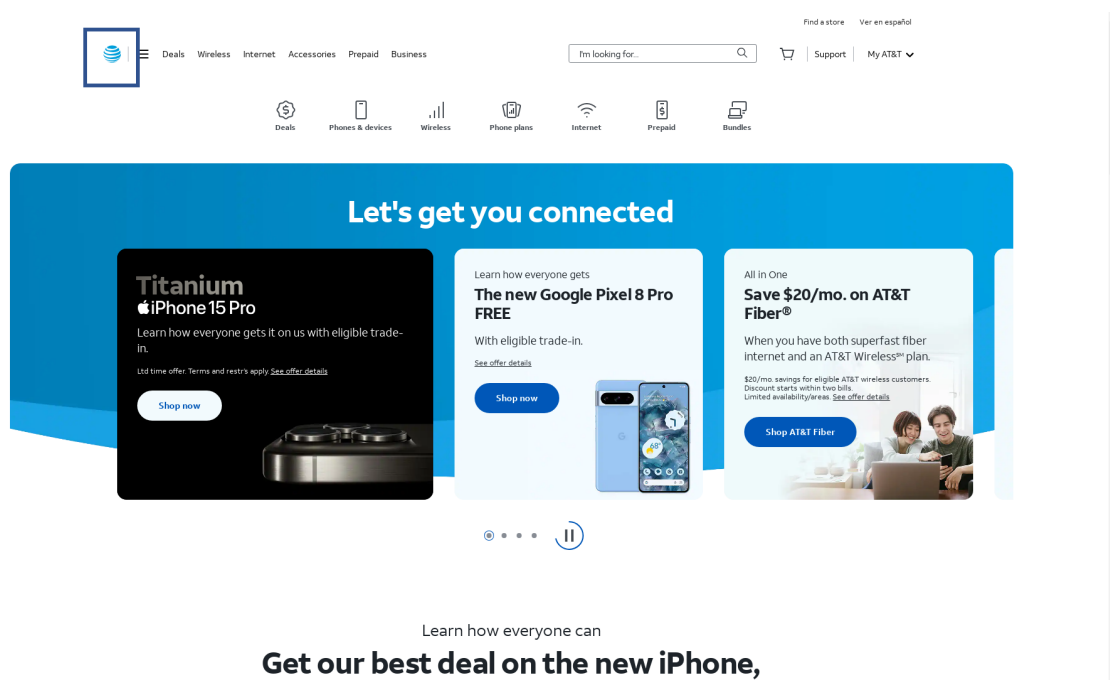 Find a store Ver en español
Deals Wireless Internet Accessories Prepaid Business I'm looking for... Support My AT&T
Deals Phones & devices Wireless Phone plans Internet Prepaid Bundles
Let's get you connected
Titanium
iPhone 15 Pro
Learn how everyone gets it on us with eligible trade-
in.
Ltd time offer. Terms and restr's apply. See offer details
Shop now
Learn how everyone gets
The new Google Pixel 8 Pro
FREE
With eligible trade-in.
See offer details
Shop now
All in One
Save $20/mo. on AT&T
Fiber®
When you have both superfast fiber
internet and an AT&T Wireless℠ plan.
$20/mo. savings for eligible AT&T wireless customers.
Discount starts within two bills.
Limited availability/areas. See offer details
Shop AT&T Fiber
Learn how everyone can
Get our best deal on the new iPhone,